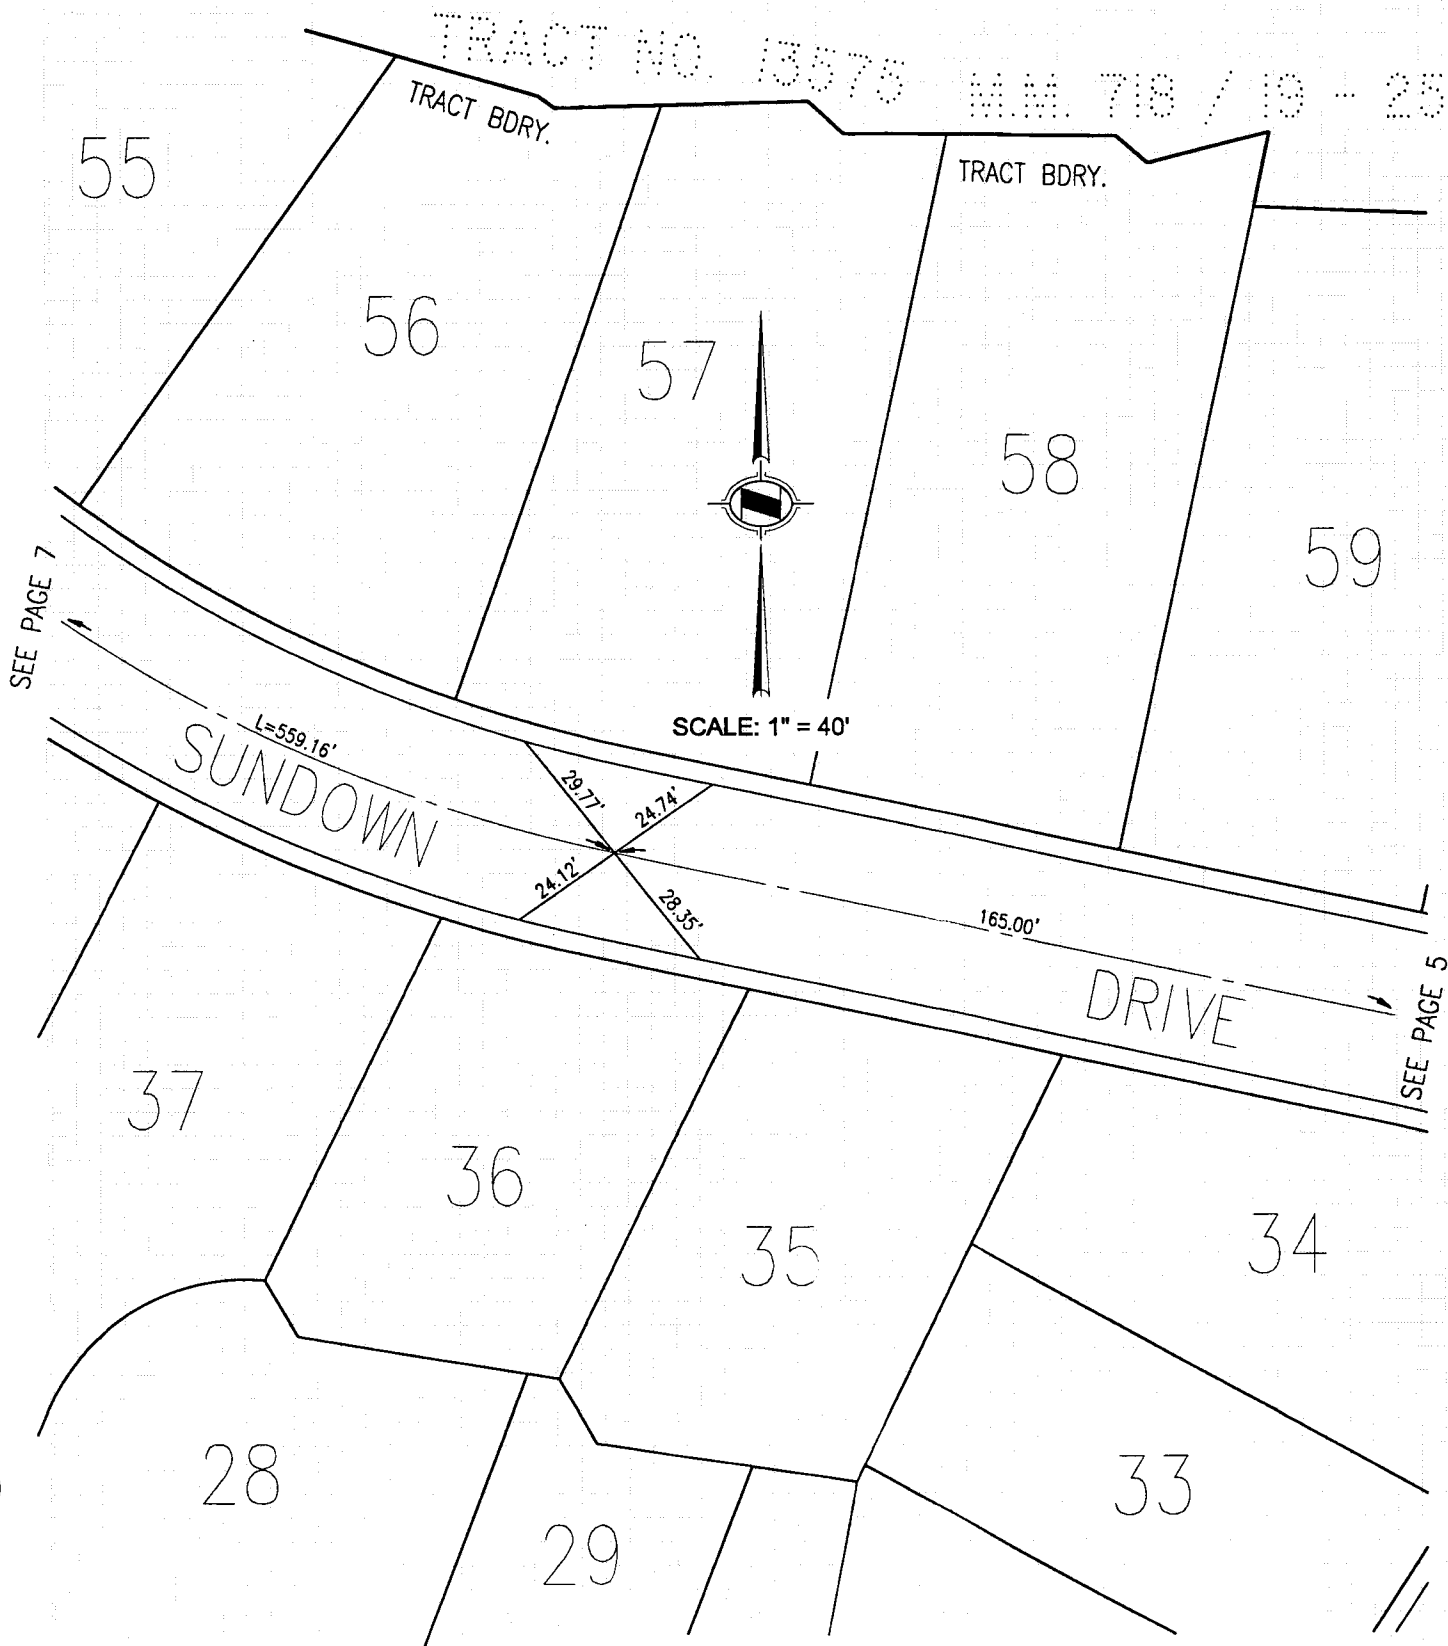 TRACT NO. 13575 M.M. 718 / 19 - 25
TRACT BDRY.
TRACT BDRY.
55
56
57
58
59
SEE PAGE 7
SCALE: 1" = 40'
L=559.16'
SUNDOWN
29.77'
24.74'
24.12'
28.35'
165.00'
DRIVE
SEE PAGE 5
37
36
35
34
28
29
33